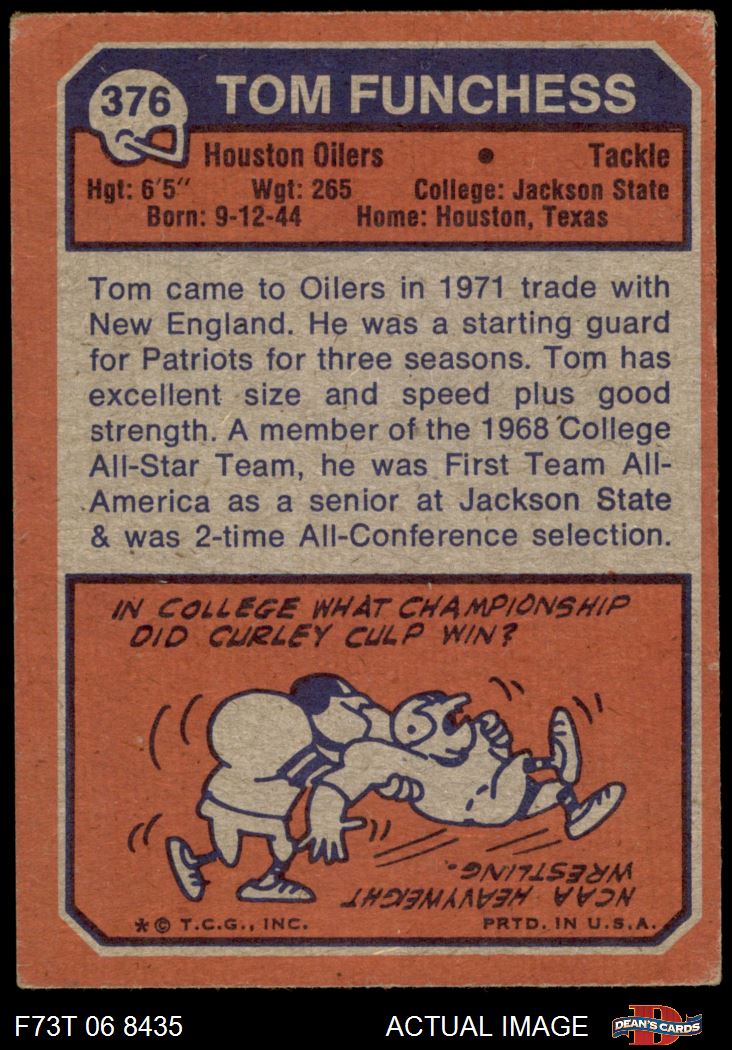 376 TOM FUNCHESS
Houston Oilers • Tackle
Hgt: 6'5" Wgt: 265 College: Jackson State
Born: 9-12-44 Home: Houston, Texas
Tom came to Oilers in 1971 trade with
New England. He was a starting guard
for Patriots for three seasons. Tom has
excellent size and speed plus good
strength. A member of the 1968 College
All-Star Team, he was First Team All-
America as a senior at Jackson State
& was 2-time All-Conference selection.
IN COLLEGE WHAT CHAMPIONSHIP
DID CURLEY CULP WIN?
NCAA HEAVYWEIGHT
WRESTLING.
* © T.C.G., INC. PRTD. IN U.S.A.
F73T 06 8435 ACTUAL IMAGE D DEAN'S CARDS